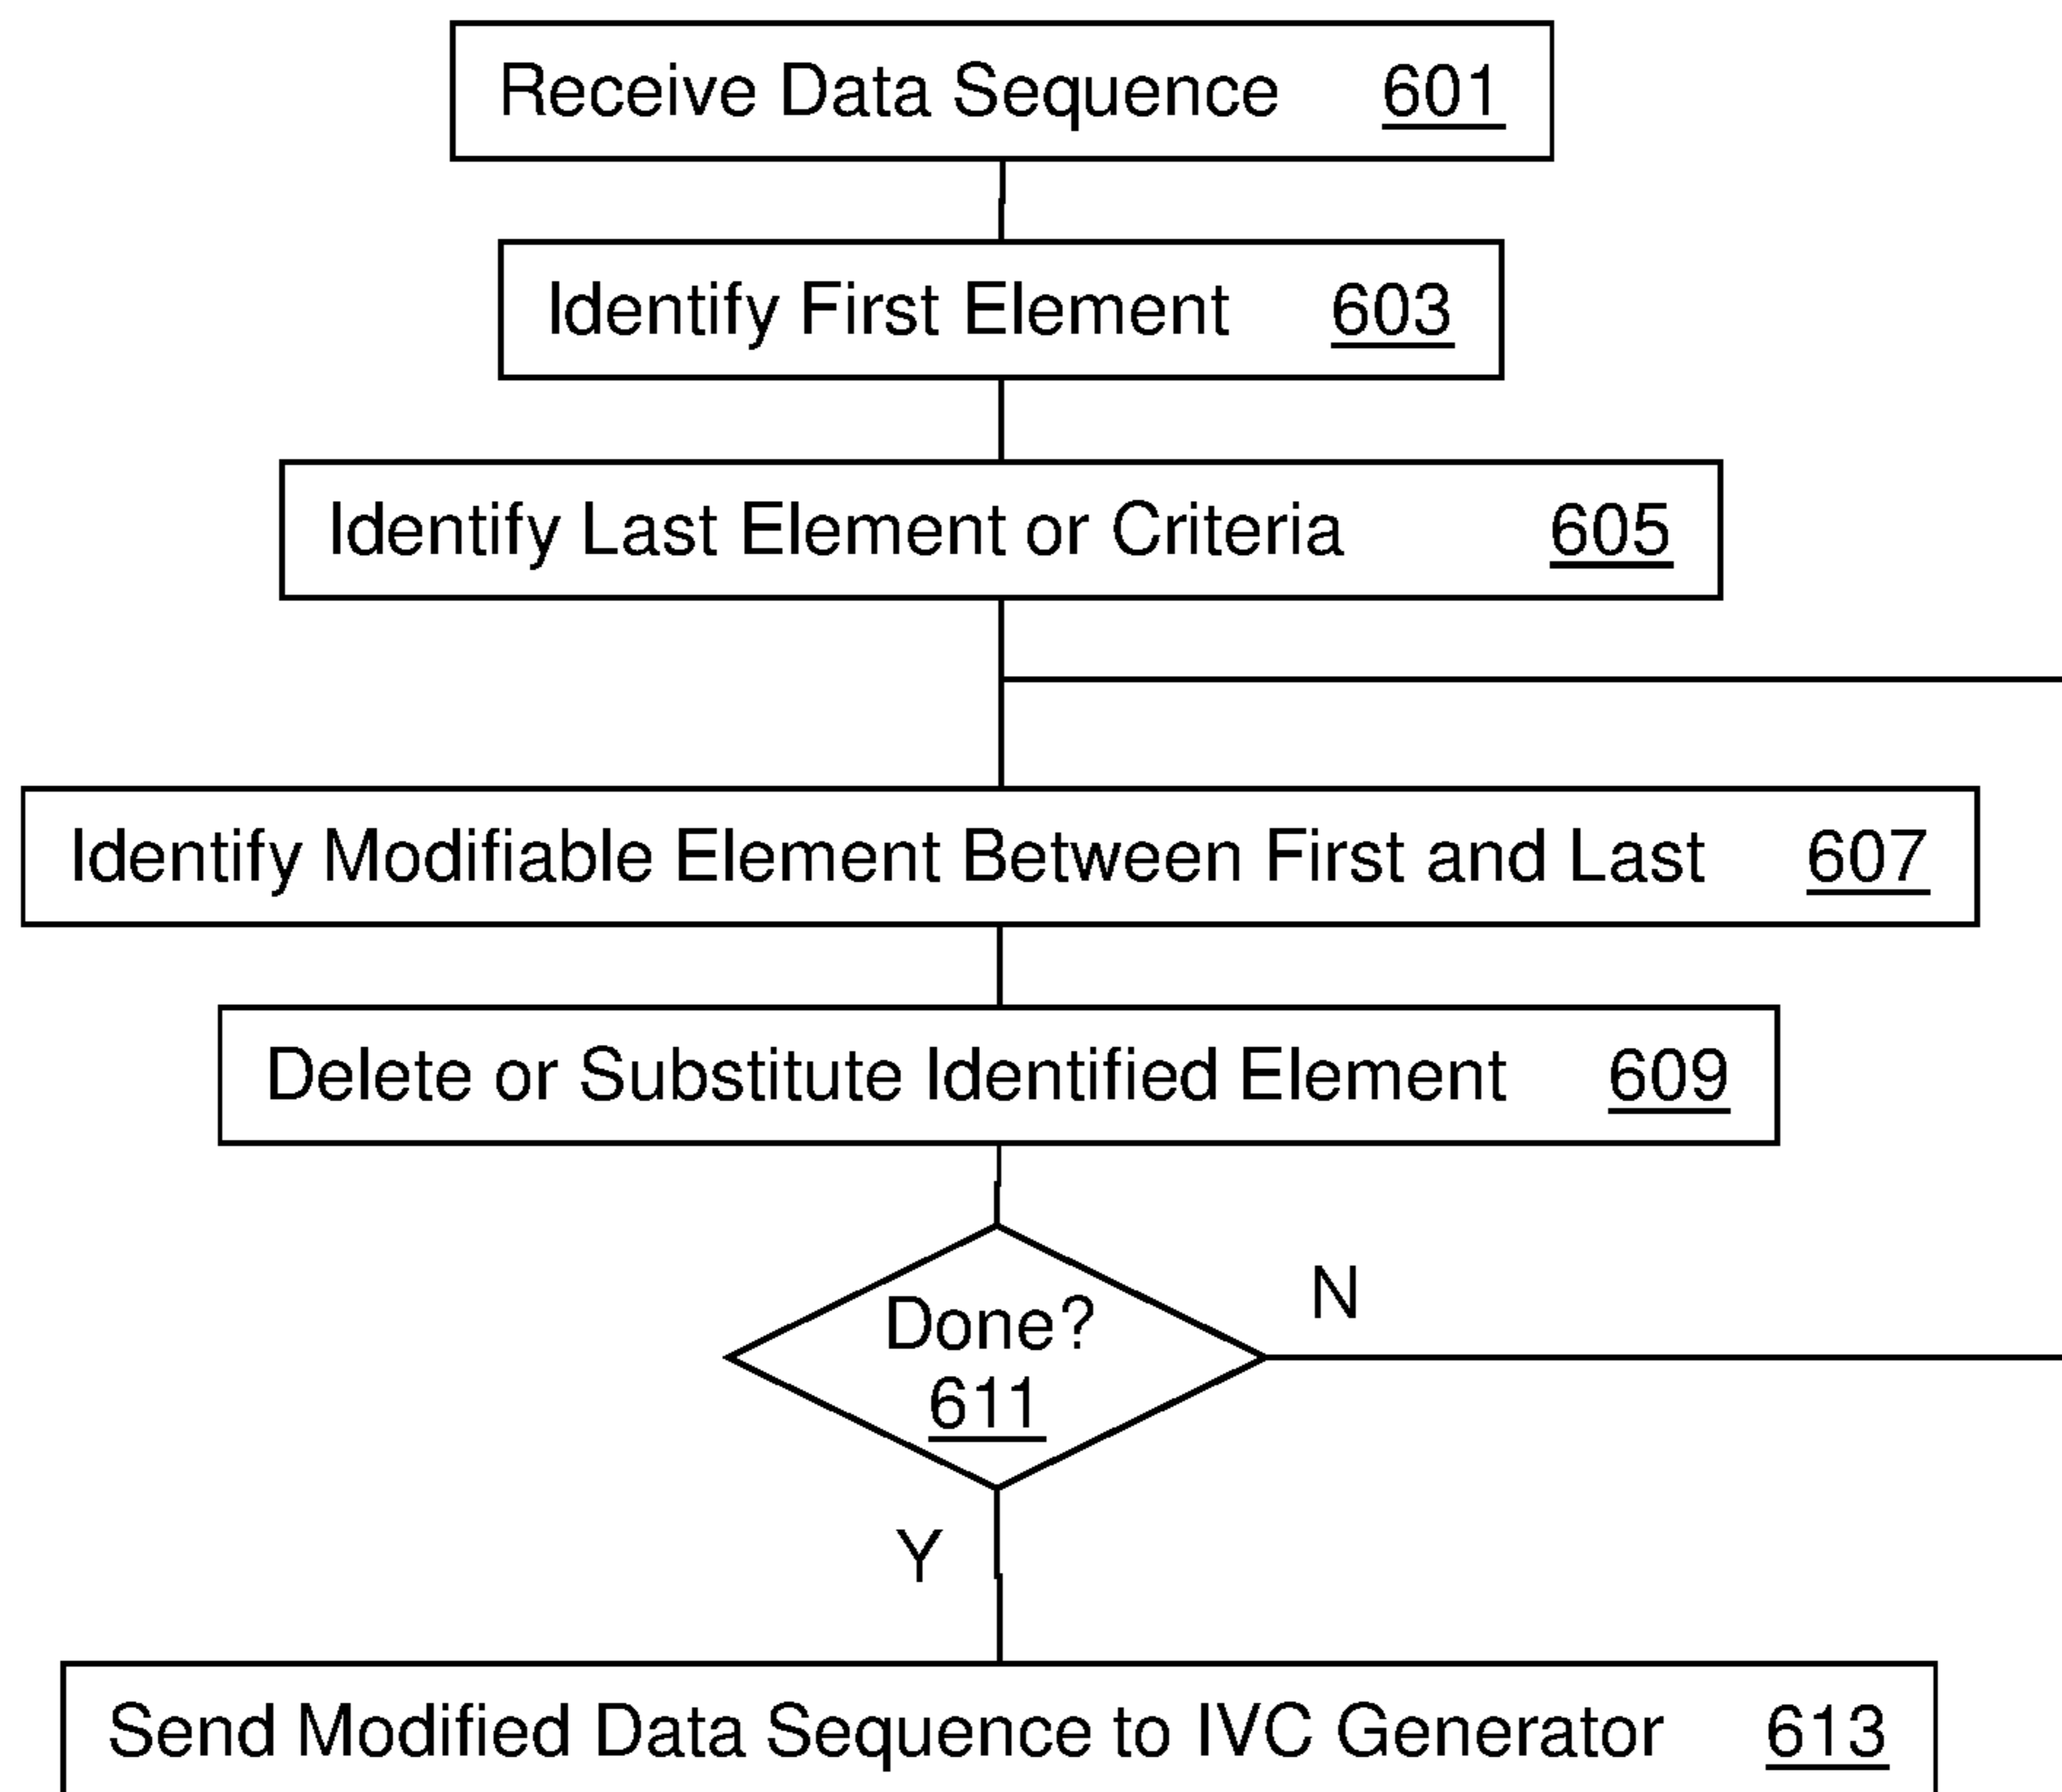 Receive Data Sequence 601
Identify First Element 603
Identify Last Element or Criteria 605
Identify Modifiable Element Between First and Last 607
Delete or Substitute Identified Element 609
Done?
611
N
Y
Send Modified Data Sequence to IVC Generator 613